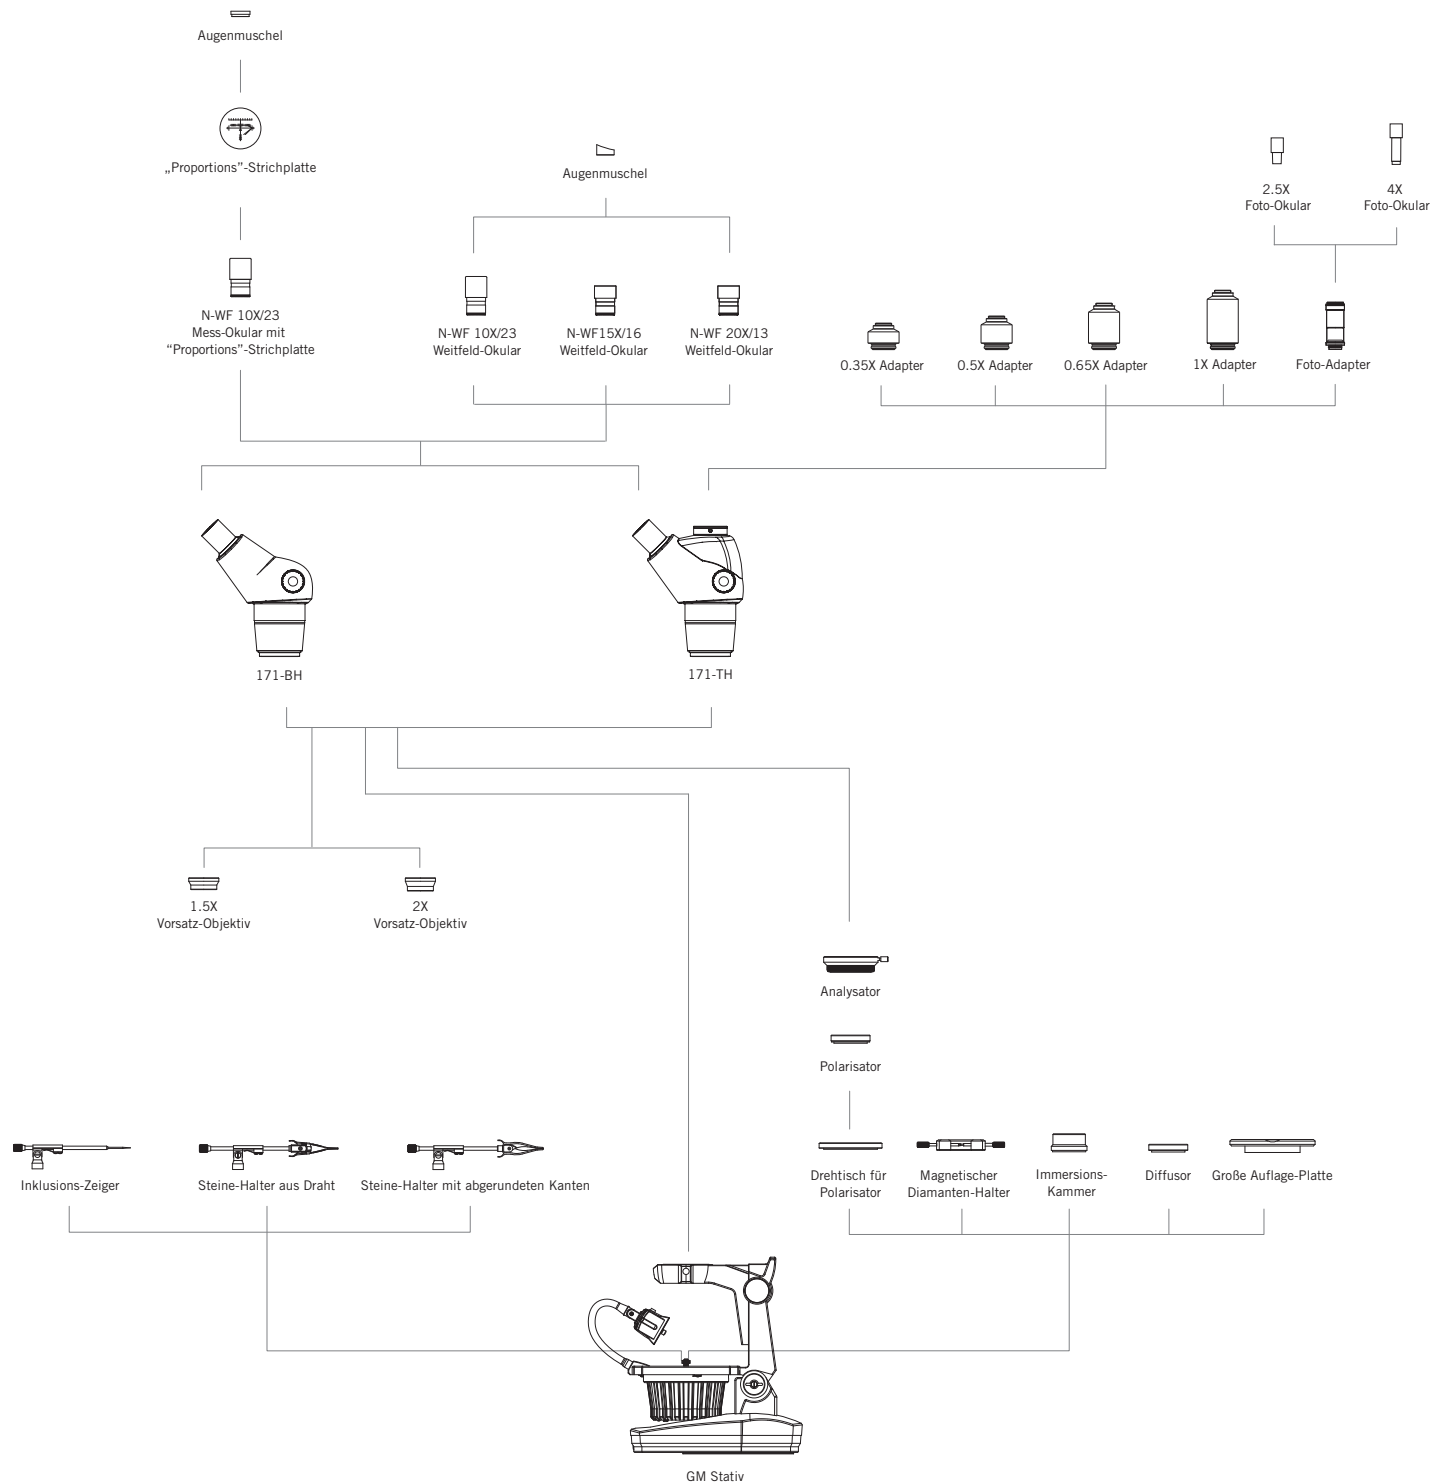 Augenmuschel
„Proportions”-Strichplatte
Augenmuschel
2.5X
Foto-Okular
4X
Foto-Okular
N-WF 10X/23
Mess-Okular mit
“Proportions”-Strichplatte
N-WF 10X/23
Weitfeld-Okular
N-WF15X/16
Weitfeld-Okular
N-WF 20X/13
Weitfeld-Okular
0.35X Adapter
0.5X Adapter
0.65X Adapter
1X Adapter
Foto-Adapter
171-BH
171-TH
1.5X
Vorsatz-Objektiv
2X
Vorsatz-Objektiv
Analysator
Polarisator
Inklusions-Zeiger
Steine-Halter aus Draht
Steine-Halter mit abgerundeten Kanten
Drehtisch für
Polarisator
Magnetischer
Diamanten-Halter
Immersions-
Kammer
Diffusor
Große Auflage-Platte
GM Stativ